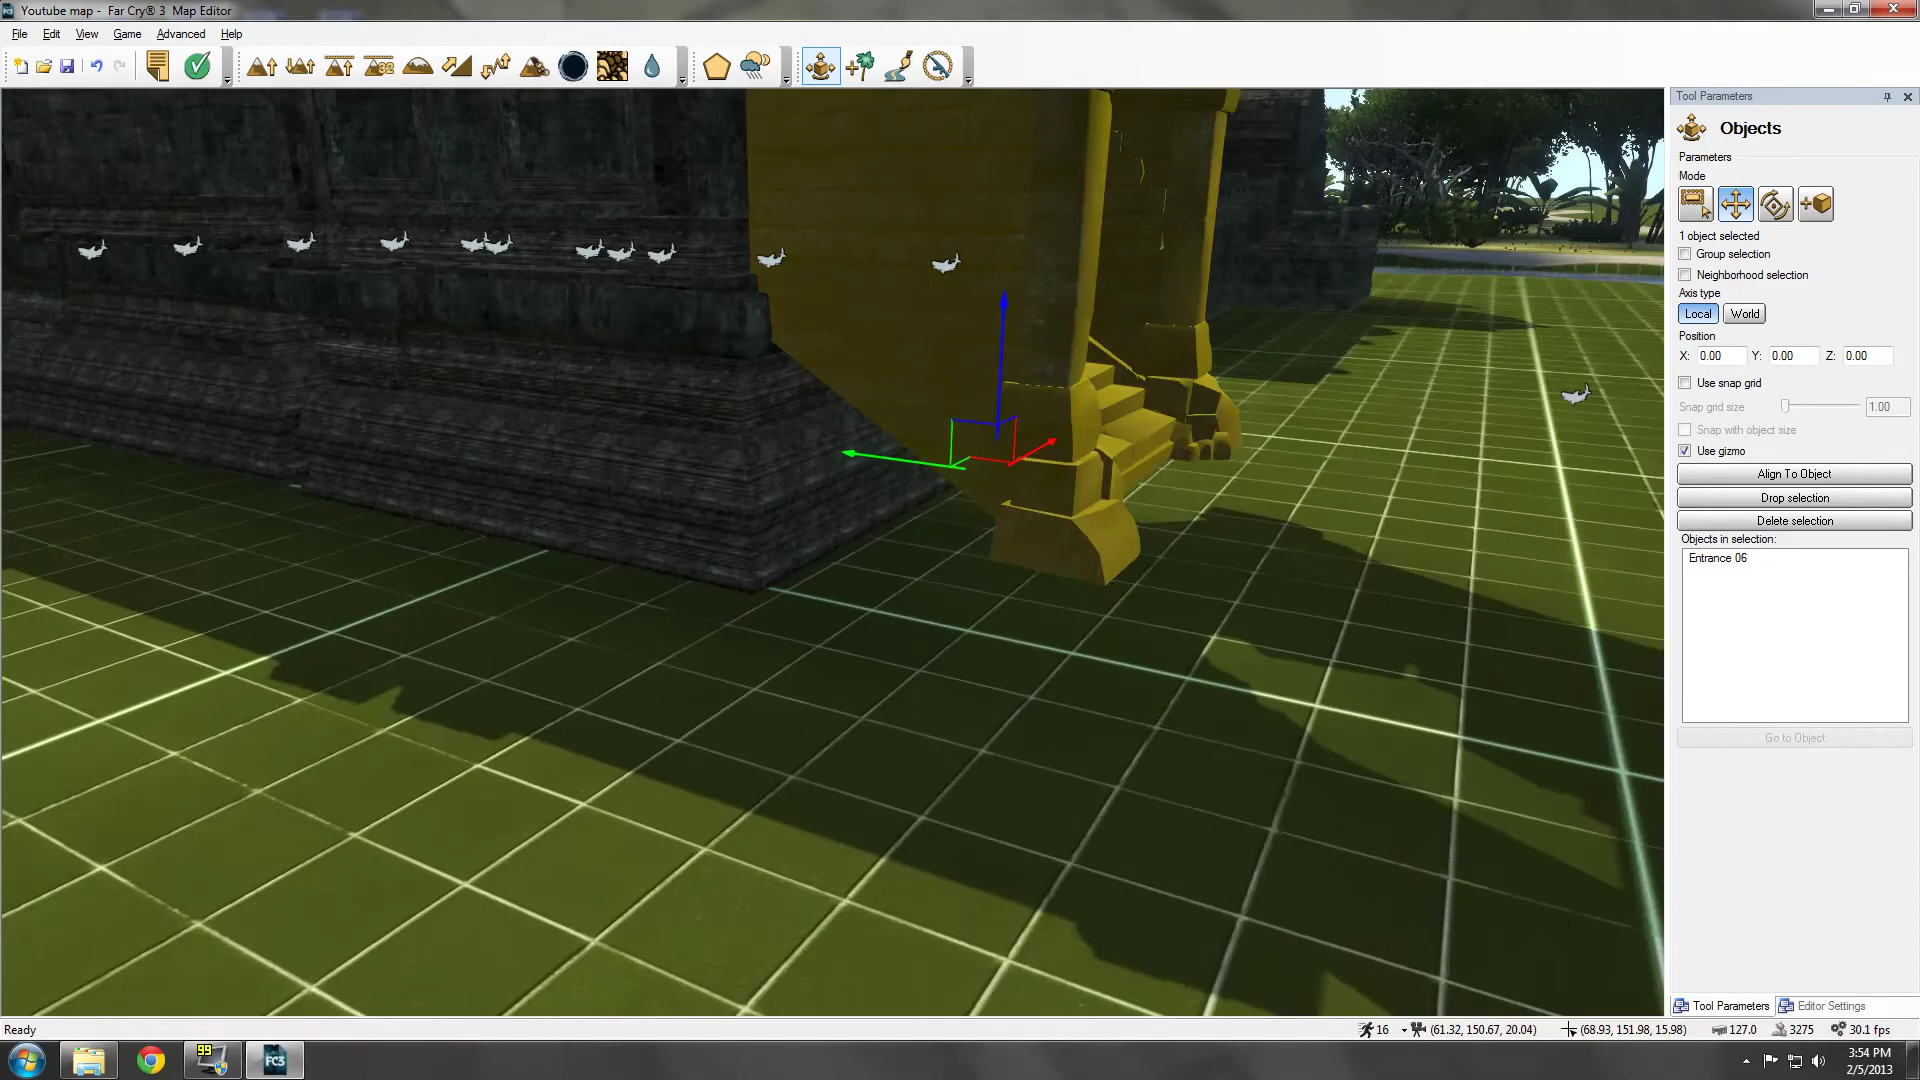 Youtube map - Far Cry® 3 Map Editor
File Edit View Game Advanced Help
Tool Parameters
Objects
Parameters
Mode
1 object selected
Group selection
Neighborhood selection
Axis type
Local World
Position
X: 0.00 Y: 0.00 Z: 0.00
Use snap grid
Snap grid size 1.00
Snap with object size
Use gizmo
Align To Object
Drop selection
Delete selection
Objects in selection:
Entrance 06
Go to Object
Tool Parameters Editor Settings
Ready 16 (61.32, 150.67, 20.04) (68.93, 151.98, 15.98) 127.0 3275 30.1 fps
99 FC3
3:54 PM
2/5/2013